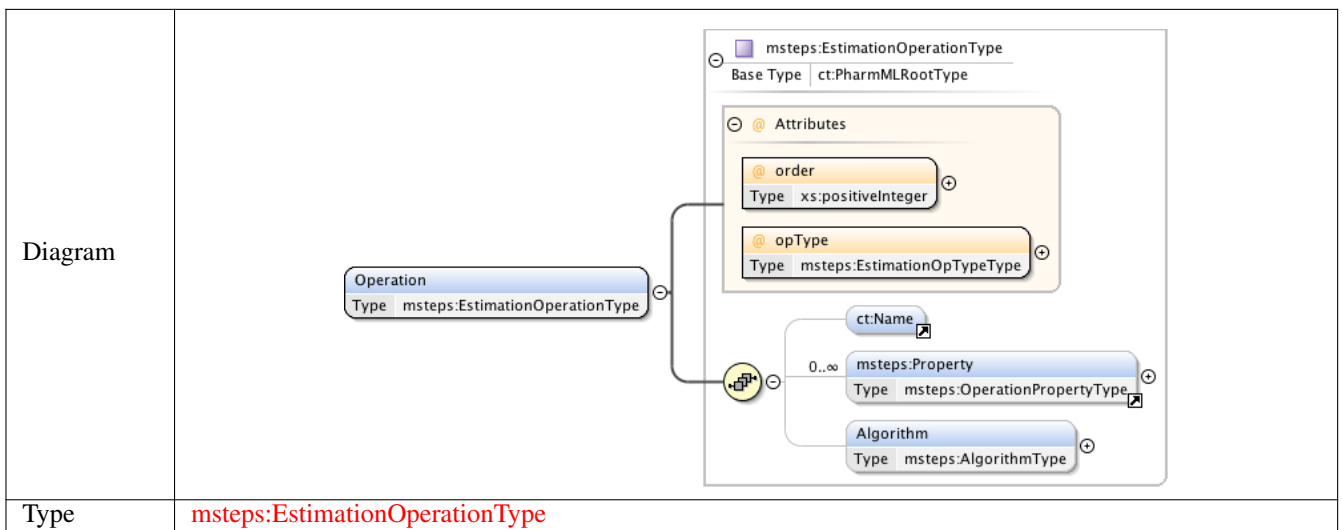 msteps:EstimationOperationType
Base Type ct:PharmMLRootType
@ Attributes
@ order
Type xs:positiveInteger
@ opType
Type msteps:EstimationOpTypeType
Diagram
Operation
Type msteps:EstimationOperationType
ct:Name
0..∞
msteps:Property
Type msteps:OperationPropertyType
Algorithm
Type msteps:AlgorithmType
Type msteps:EstimationOperationType